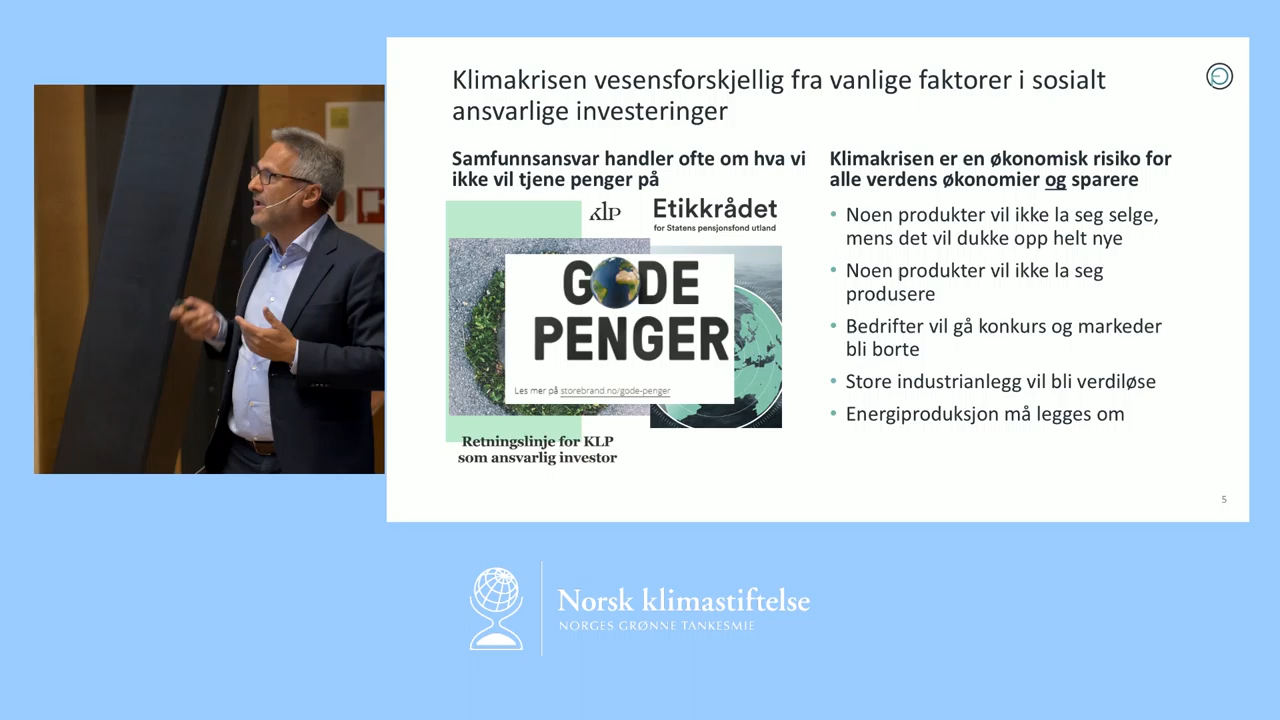 Klimakrisen vesensforskjellig fra vanlige faktorer i sosialt
ansvarlige investeringer
Samfunnsansvar handler ofte om hva vi
ikke vil tjene penger på
KLP
Etikkrådet
for Statens pensjonsfond utland
GODE
PENGER
Les mer på storebrand.no/gode-penger
Retningslinje for KLP
som ansvarlig investor
Klimakrisen er en økonomisk risiko for
alle verdens økonomier og sparere
• Noen produkter vil ikke la seg selge,
mens det vil dukke opp helt nye
• Noen produkter vil ikke la seg
produsere
• Bedrifter vil gå konkurs og markeder
bli borte
• Store industrianlegg vil bli verdiløse
• Energiproduksjon må legges om
5
Norsk klimastiftelse
NORGES GRØNNE TANKESMIE